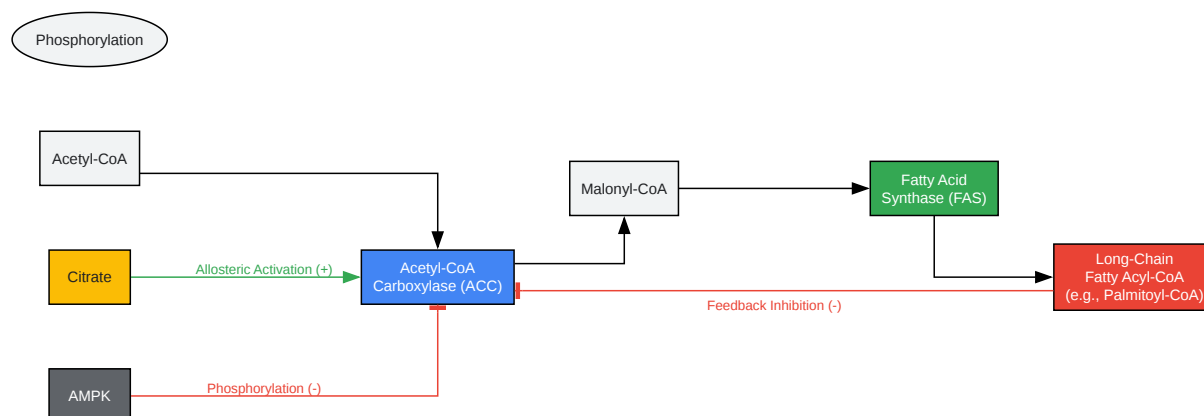 Phosphorylation
Acetyl-CoA
Malonyl-CoA
Fatty Acid
Synthase (FAS)
Citrate
Allosteric Activation (+)
Acetyl-CoA
Carboxylase (ACC)
Long-Chain
Fatty Acyl-CoA
(e.g., Palmitoyl-CoA)
Feedback Inhibition (-)
AMPK
Phosphorylation (-)